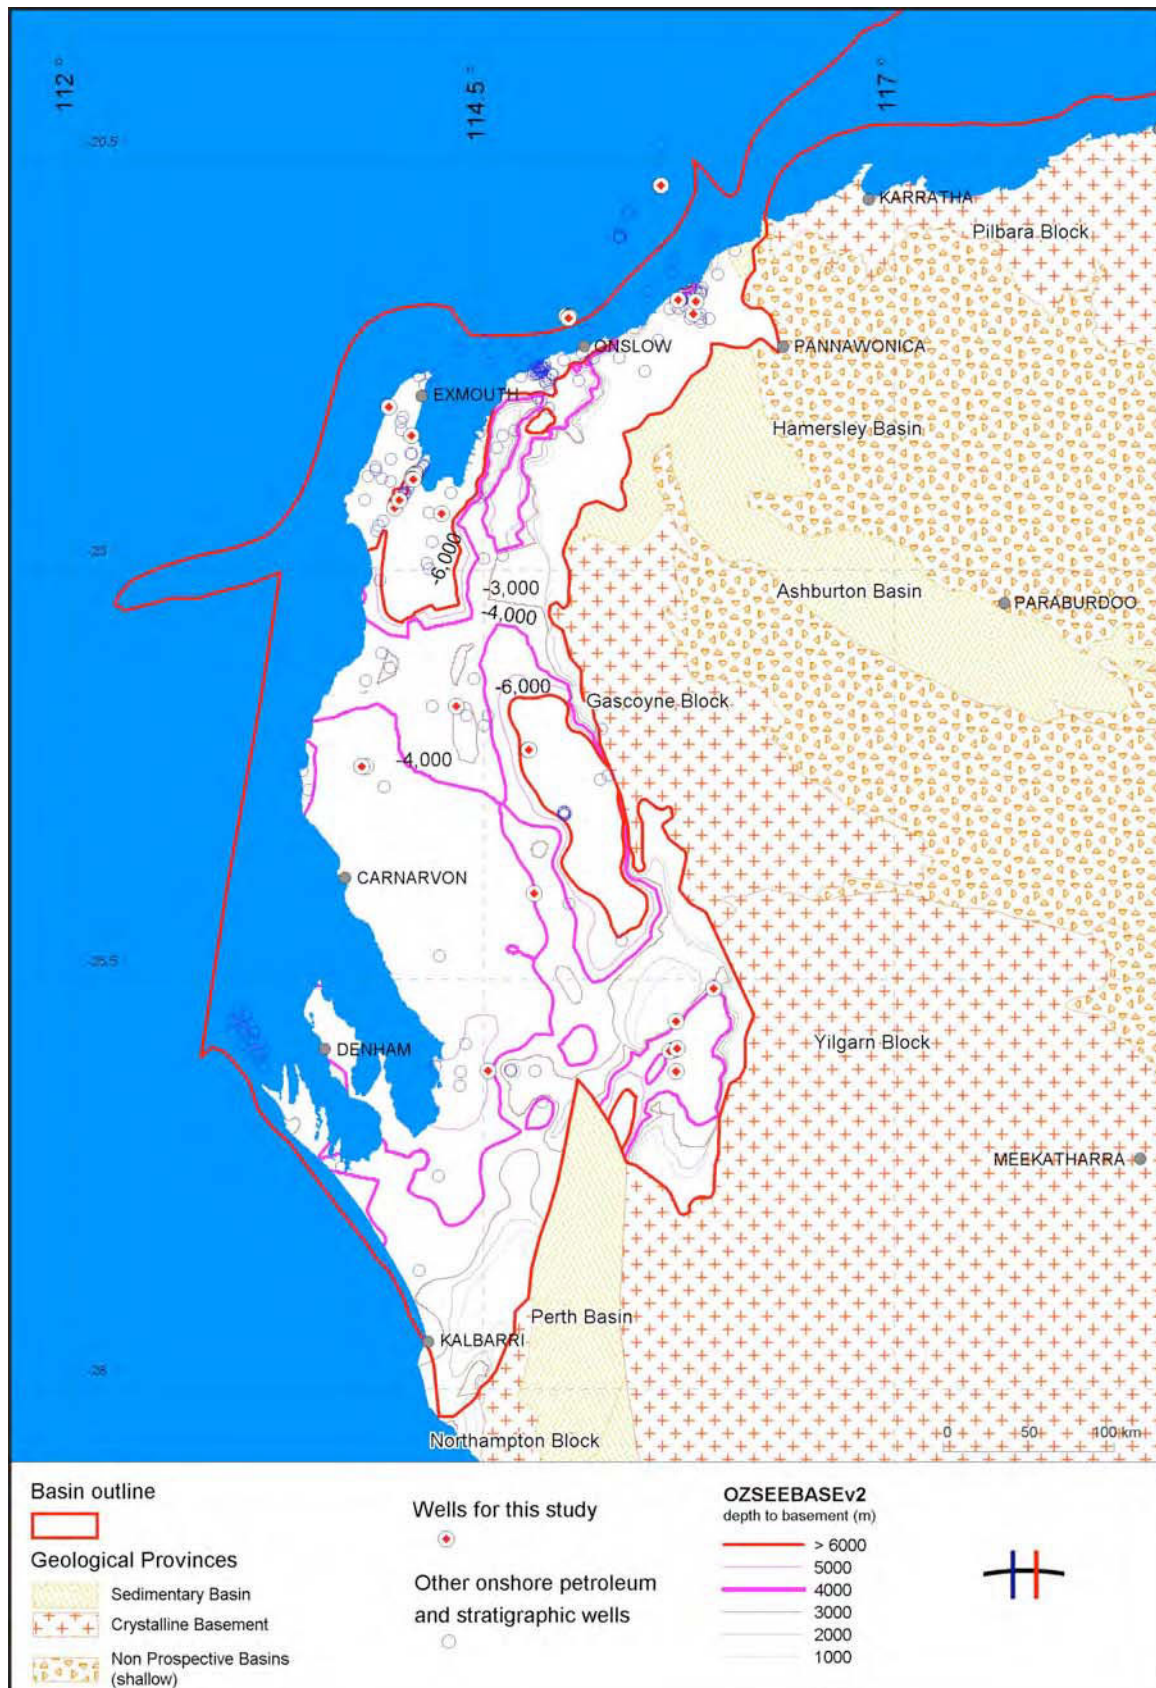 112°
114.5°
117°
-20.5
KARRATHA
Pilbara Block
ONSLOW
PANNAWONICA
EXMOUTH
Hamersley Basin
-23
-6,000
-3,000
-4,000
Ashburton Basin
PARABURDOO
-6,000
Gascoyne Block
-4,000
CARNARVON
-25.5
DENHAM
Yilgarn Block
MEEKATHARRA
Perth Basin
KALBARRI
-28
Northampton Block
0 50 100 km
Basin outline
Geological Provinces
Sedimentary Basin
Crystalline Basement
Non Prospective Basins
(shallow)
Wells for this study
Other onshore petroleum
and stratigraphic wells
OZSEEBASEv2
depth to basement (m)
> 6000
5000
4000
3000
2000
1000